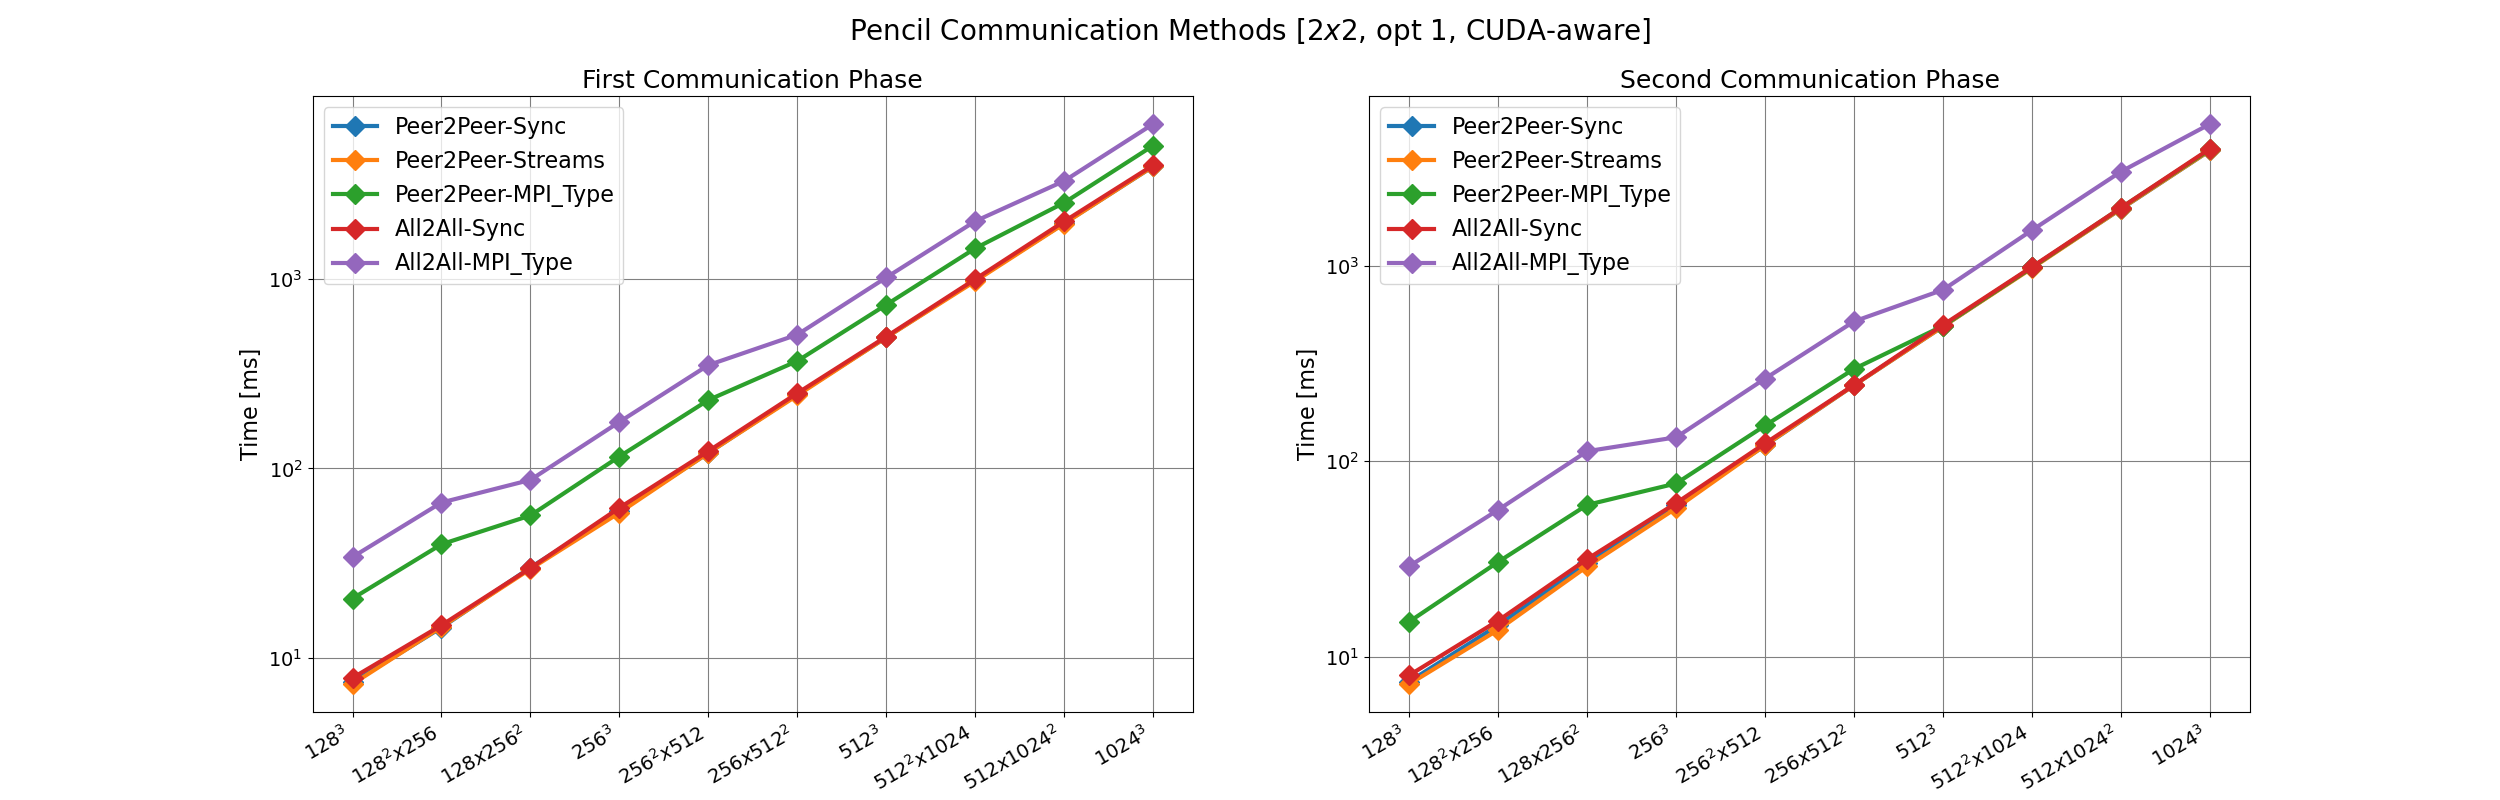 Pencil Communication Methods [2x2, opt 1, CUDA-aware]
First Communication Phase
Peer2Peer-Sync
Peer2Peer-Streams
Peer2Peer-MPI_Type
All2All-Sync
All2All-MPI_Type
Time [ms]
10³
10²
10¹
128³
128²x256
128x256²
256³
256²x512
256x512²
512³
512²x1024
512x1024²
1024³
Second Communication Phase
Peer2Peer-Sync
Peer2Peer-Streams
Peer2Peer-MPI_Type
All2All-Sync
All2All-MPI_Type
Time [ms]
10³
10²
10¹
128³
128²x256
128x256²
256³
256²x512
256x512²
512³
512²x1024
512x1024²
1024³